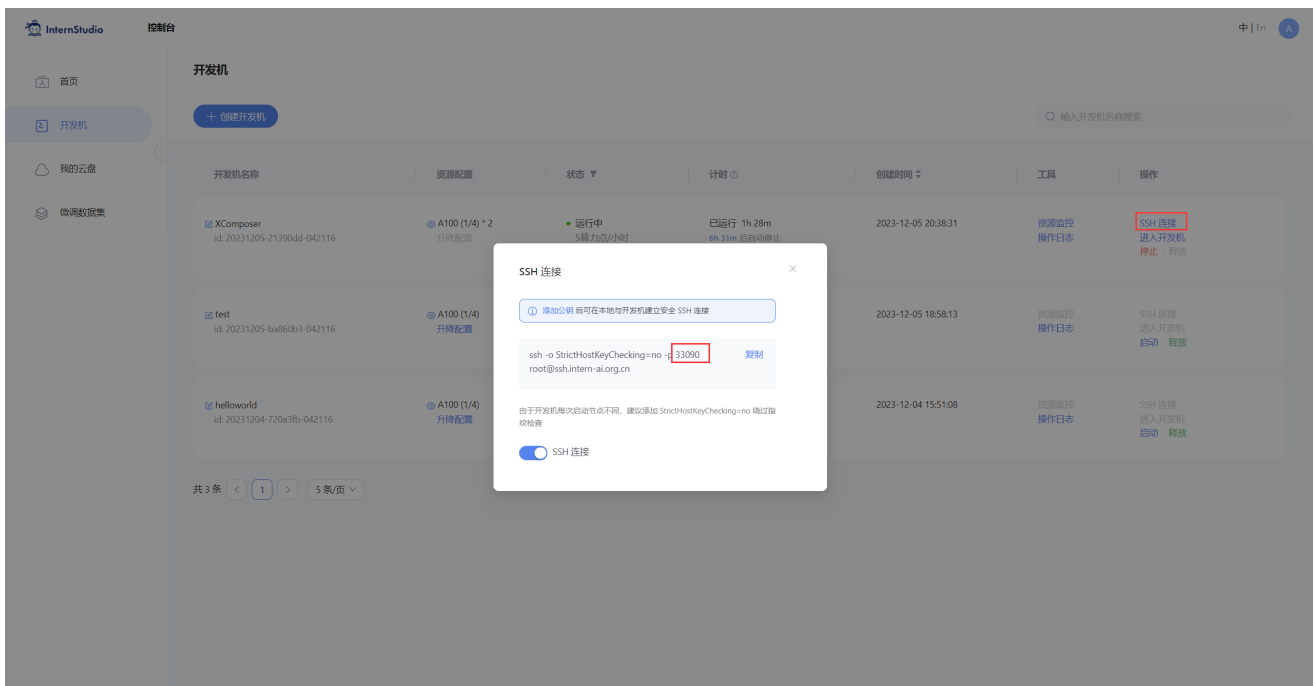 InternStudio
控制台
中 | En
A
首页
开发机
我的云盘
微调数据集
开发机
+ 创建开发机
输入开发机名称搜索
开发机名称 资源配置 状态 计时 创建时间 工具 操作
XComposer A100 (1/4) * 2 运行中 已运行 1h 28m 2023-12-05 20:38:31 资源监控 SSH 连接
id: 20231205-21390dd-042116 升降配置 5算力点/小时 6h 31m 后自动停止 操作日志 进入开发机
停止 释放
test A100 (1/4) 2023-12-05 18:58:13 资源监控 SSH 连接
id: 20231205-ba860b3-042116 升降配置 操作日志 进入开发机
启动 释放
helloworld A100 (1/4) 2023-12-04 15:51:08 资源监控 SSH 连接
id: 20231204-720a3fb-042116 升降配置 操作日志 进入开发机
启动 释放
共 3 条 < 1 > 5 条/页
SSH 连接
添加公钥 后可在本地与开发机建立安全 SSH 连接
ssh -o StrictHostKeyChecking=no -p 33090 复制
root@ssh.intern-ai.org.cn
由于开发机每次启动节点不同，建议添加 StrictHostKeyChecking=no 绕过指
纹检查
SSH 连接